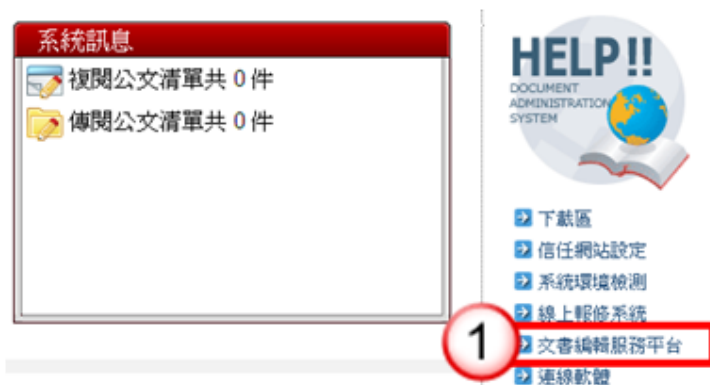 系統訊息
複閱公文清單共 0 件
傳閱公文清單共 0 件
HELP!!
DOCUMENT
ADMINISTRATION
SYSTEM
下載區
信任網站設定
系統環境檢測
線上報修系統
1
文書編輯服務平台
連線軟體